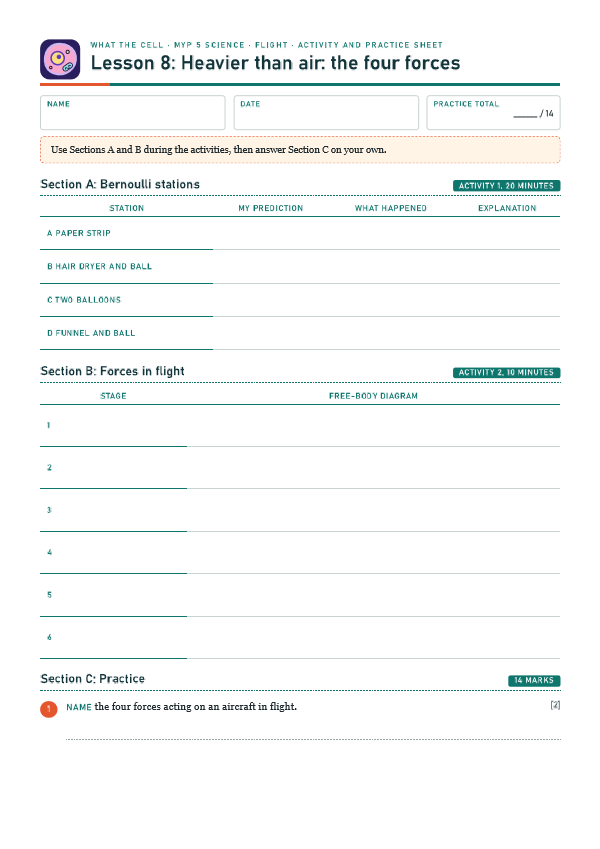 WHAT THE CELL · MYP 5 SCIENCE · FLIGHT · ACTIVITY AND PRACTICE SHEET
Lesson 8: Heavier than air: the four forces
NAME
DATE
PRACTICE TOTAL
_____ / 14
Use Sections A and B during the activities, then answer Section C on your own.
Section A: Bernoulli stations
ACTIVITY 1, 20 MINUTES
STATION MY PREDICTION WHAT HAPPENED EXPLANATION
A PAPER STRIP
B HAIR DRYER AND BALL
C TWO BALLOONS
D FUNNEL AND BALL
Section B: Forces in flight
ACTIVITY 2, 10 MINUTES
STAGE FREE-BODY DIAGRAM
1
2
3
4
5
6
Section C: Practice
14 MARKS
1 NAME the four forces acting on an aircraft in flight. [2]